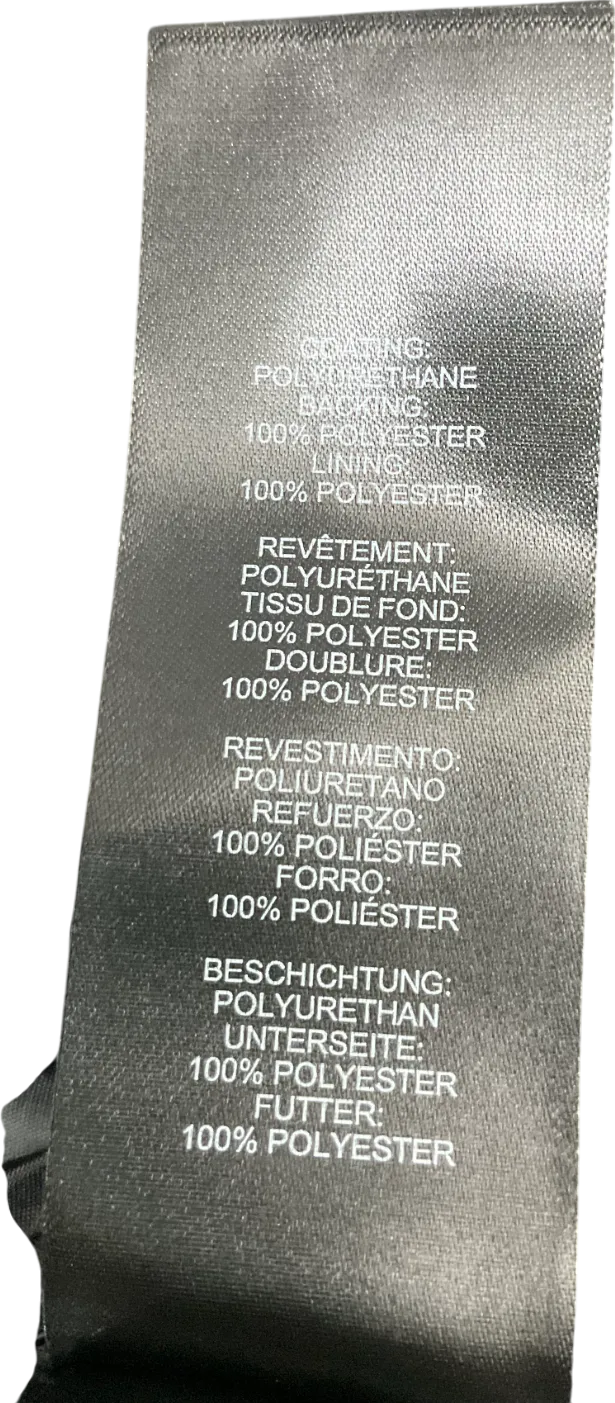 COATING:
POLYURETHANE
BACKING:
100% POLYESTER
LINING:
100% POLYESTER
REVÊTEMENT:
POLYURÉTHANE
TISSU DE FOND:
100% POLYESTER
DOUBLURE:
100% POLYESTER
REVESTIMENTO:
POLIURETANO
REFUERZO:
100% POLIÉSTER
FORRO:
100% POLIÉSTER
BESCHICHTUNG:
POLYURETHAN
UNTERSEITE:
100% POLYESTER
FUTTER:
100% POLYESTER